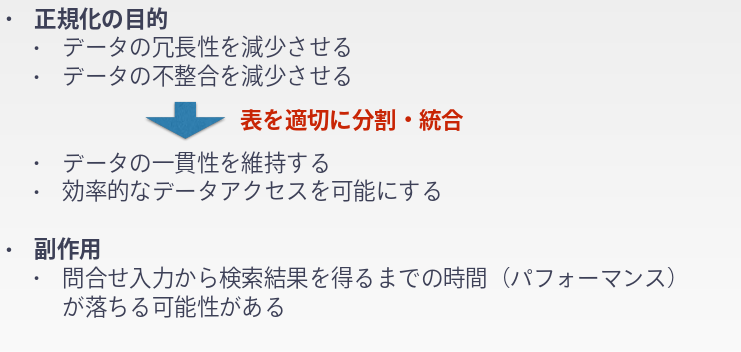 • 正規化の目的
• データの冗長性を減少させる
• データの不整合を減少させる
表を適切に分割・統合
• データの一貫性を維持する
• 効率的なデータアクセスを可能にする
• 副作用
• 問合せ入力から検索結果を得るまでの時間（パフォーマンス）
が落ちる可能性がある